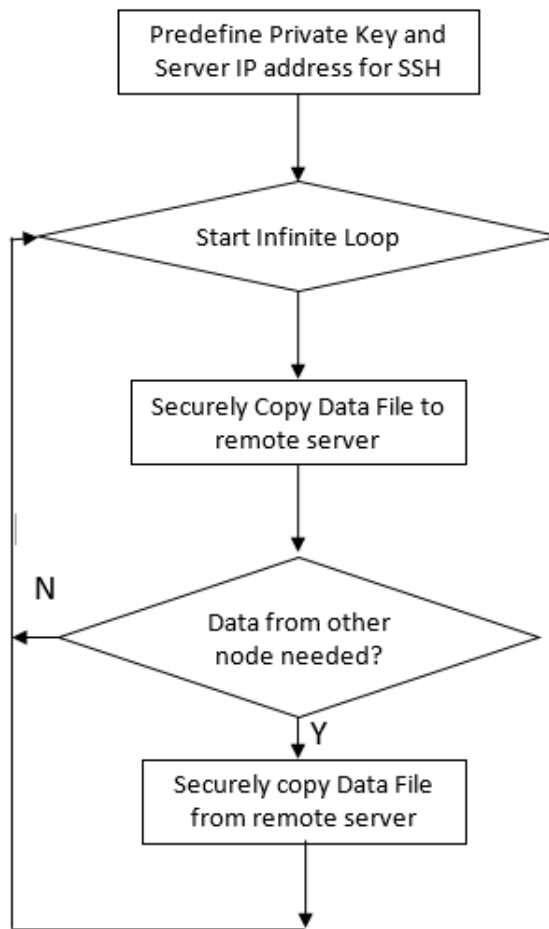 Predefine Private Key and
Server IP address for SSH
Start Infinite Loop
Securely Copy Data File to
remote server
N
Data from other
node needed?
Y
Securely copy Data File
from remote server